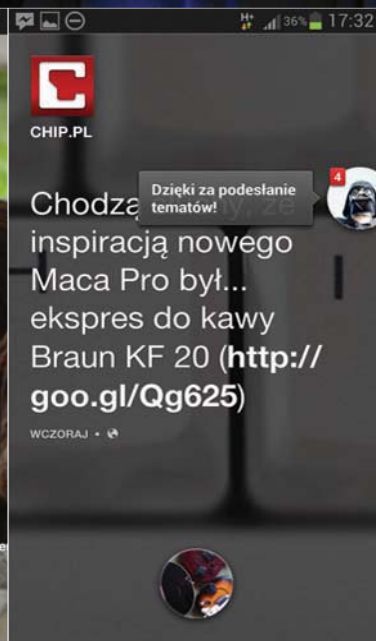 H+ 36% 17:32
CHIP.PL
4
Dzięki za podesłanie
tematów!
Chodzą że
inspiracją nowego
Maca Pro był...
ekspres do kawy
Braun KF 20 (http://
goo.gl/Qg625)
WCZORAJ